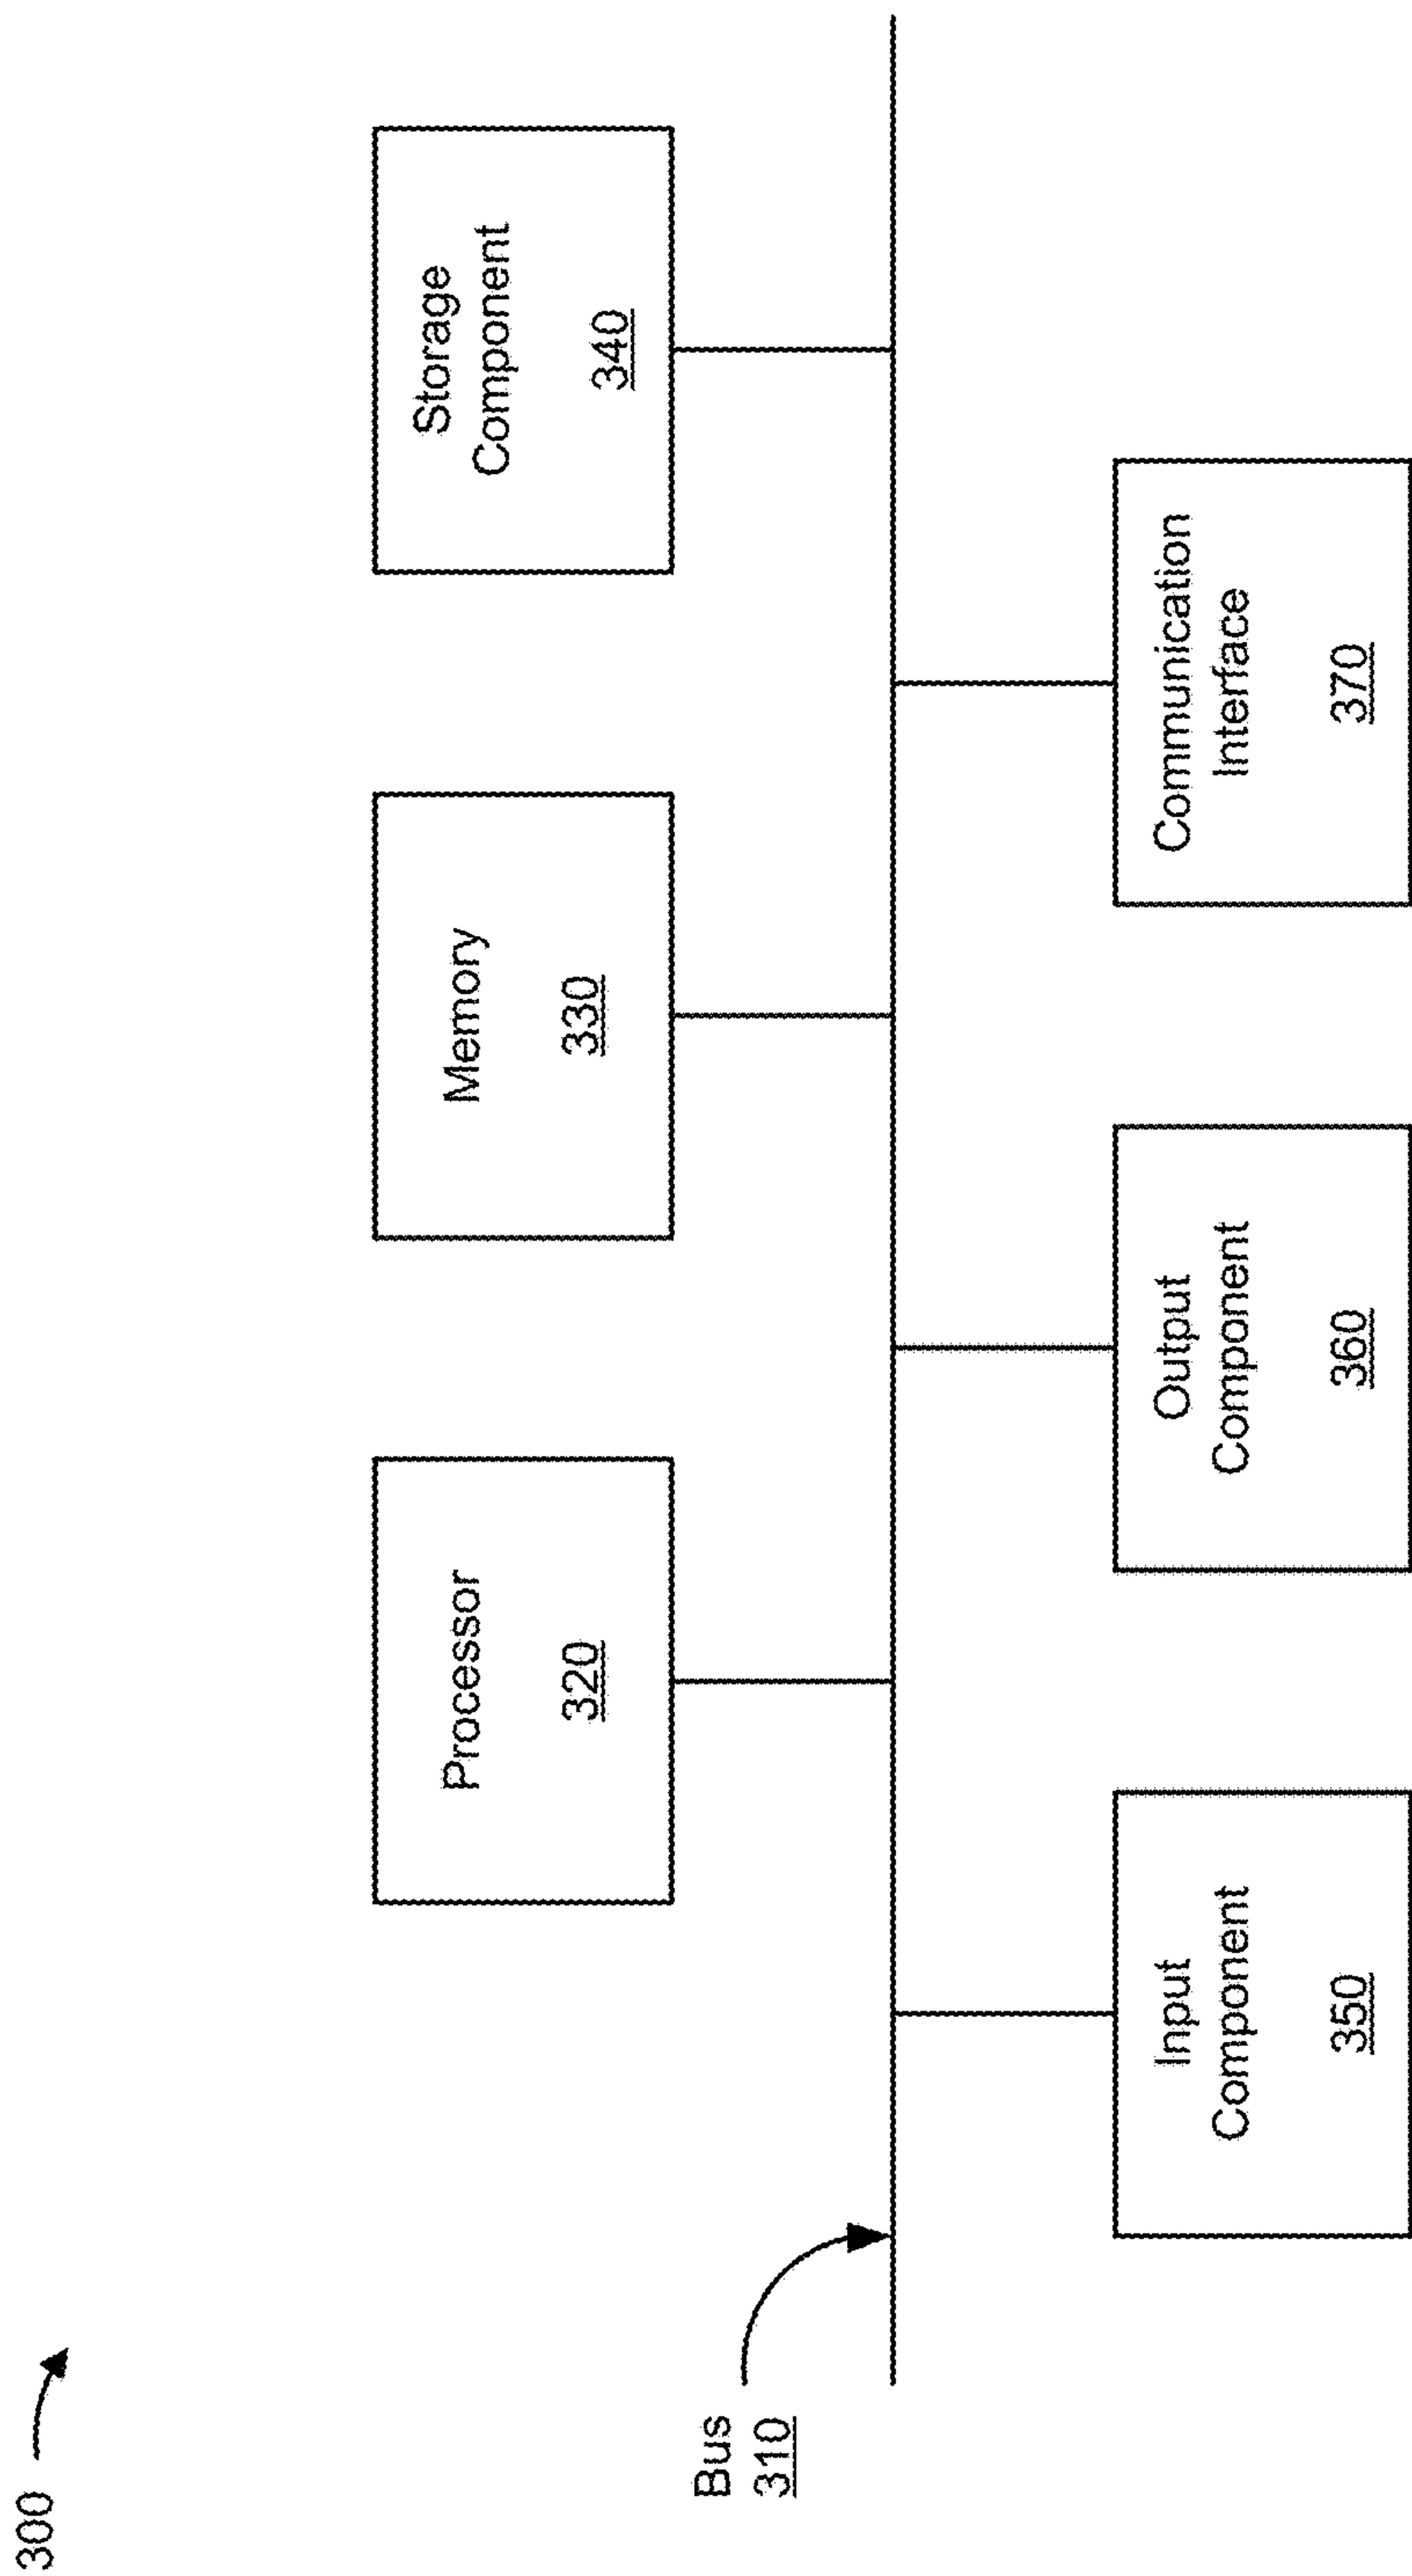 300
Processor
320
Memory
330
Storage
Component
340
Bus
310
Input
Component
350
Output
Component
360
Communication
Interface
370